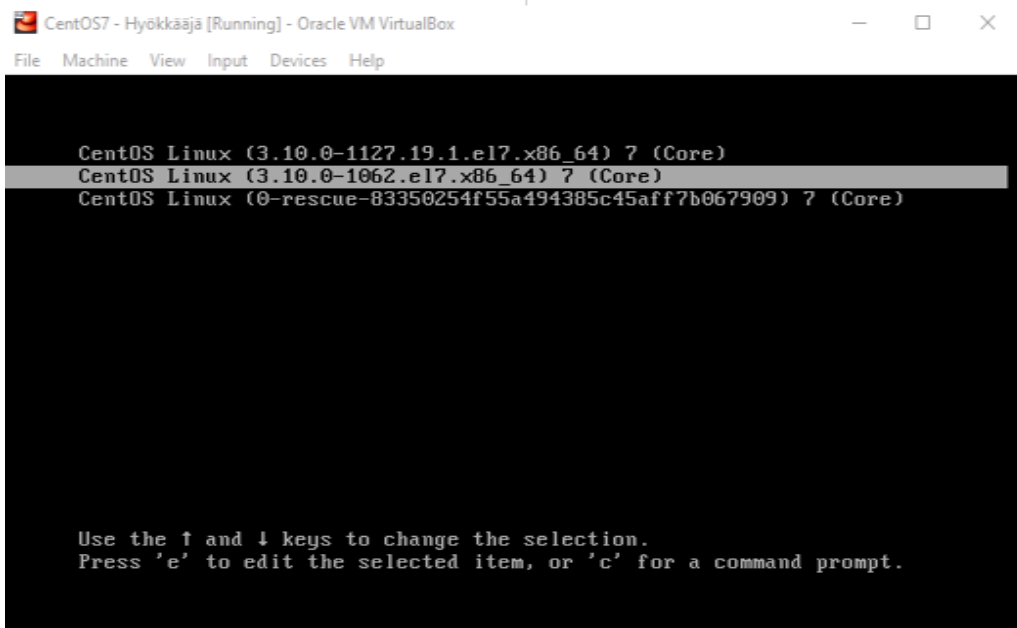 CentOS7 - Hyökkääjä [Running] - Oracle VM VirtualBox
File Machine View Input Devices Help
CentOS Linux (3.10.0-1127.19.1.el7.x86_64) 7 (Core)
CentOS Linux (3.10.0-1062.el7.x86_64) 7 (Core)
CentOS Linux (0-rescue-83350254f55a494385c45aff7b067909) 7 (Core)
Use the ↑ and ↓ keys to change the selection.
Press 'e' to edit the selected item, or 'c' for a command prompt.